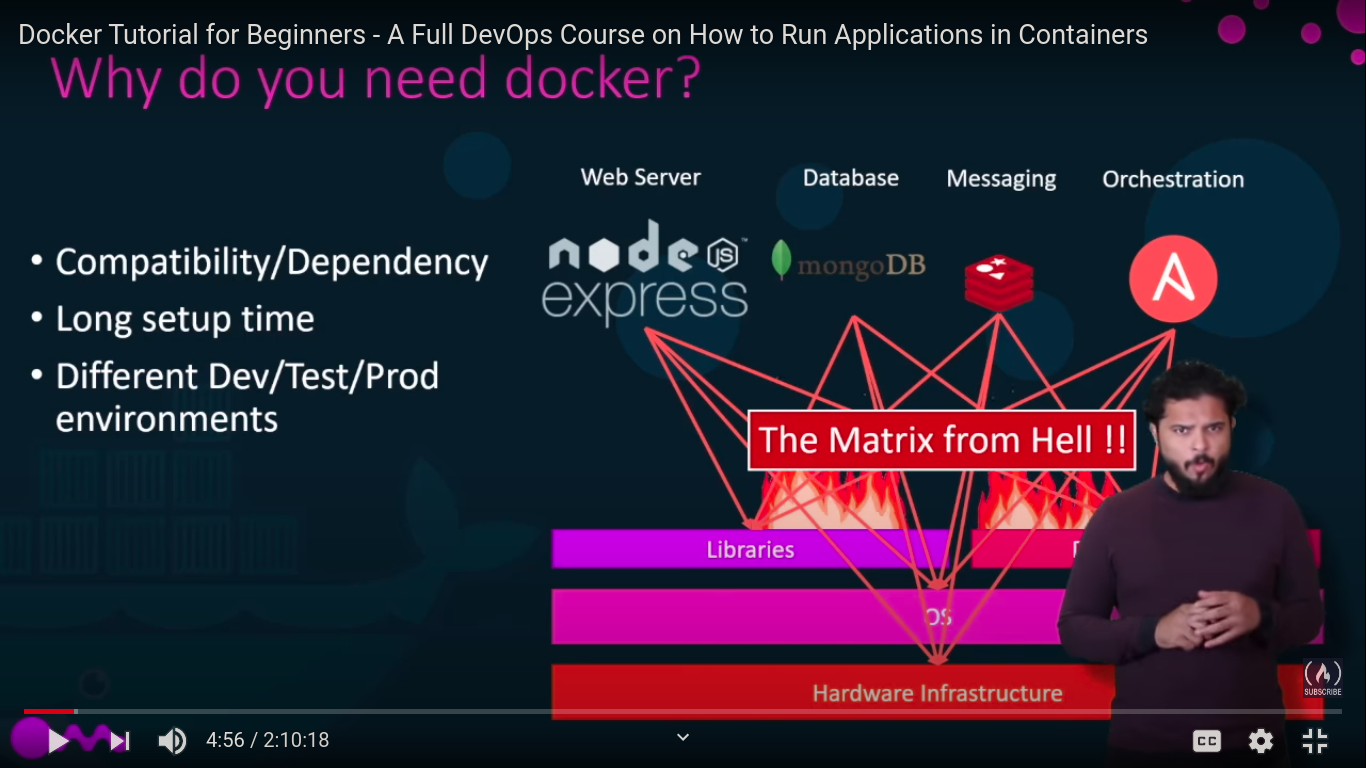 Docker Tutorial for Beginners - A Full DevOps Course on How to Run Applications in Containers
Why do you need docker?
Web Server
Database
Messaging
Orchestration
node JS ™
express
mongoDB
• Compatibility/Dependency
• Long setup time
• Different Dev/Test/Prod
environments
The Matrix from Hell !!
Libraries
OS
Hardware Infrastructure
SUBSCRIBE
4:56 / 2:10:18
CC